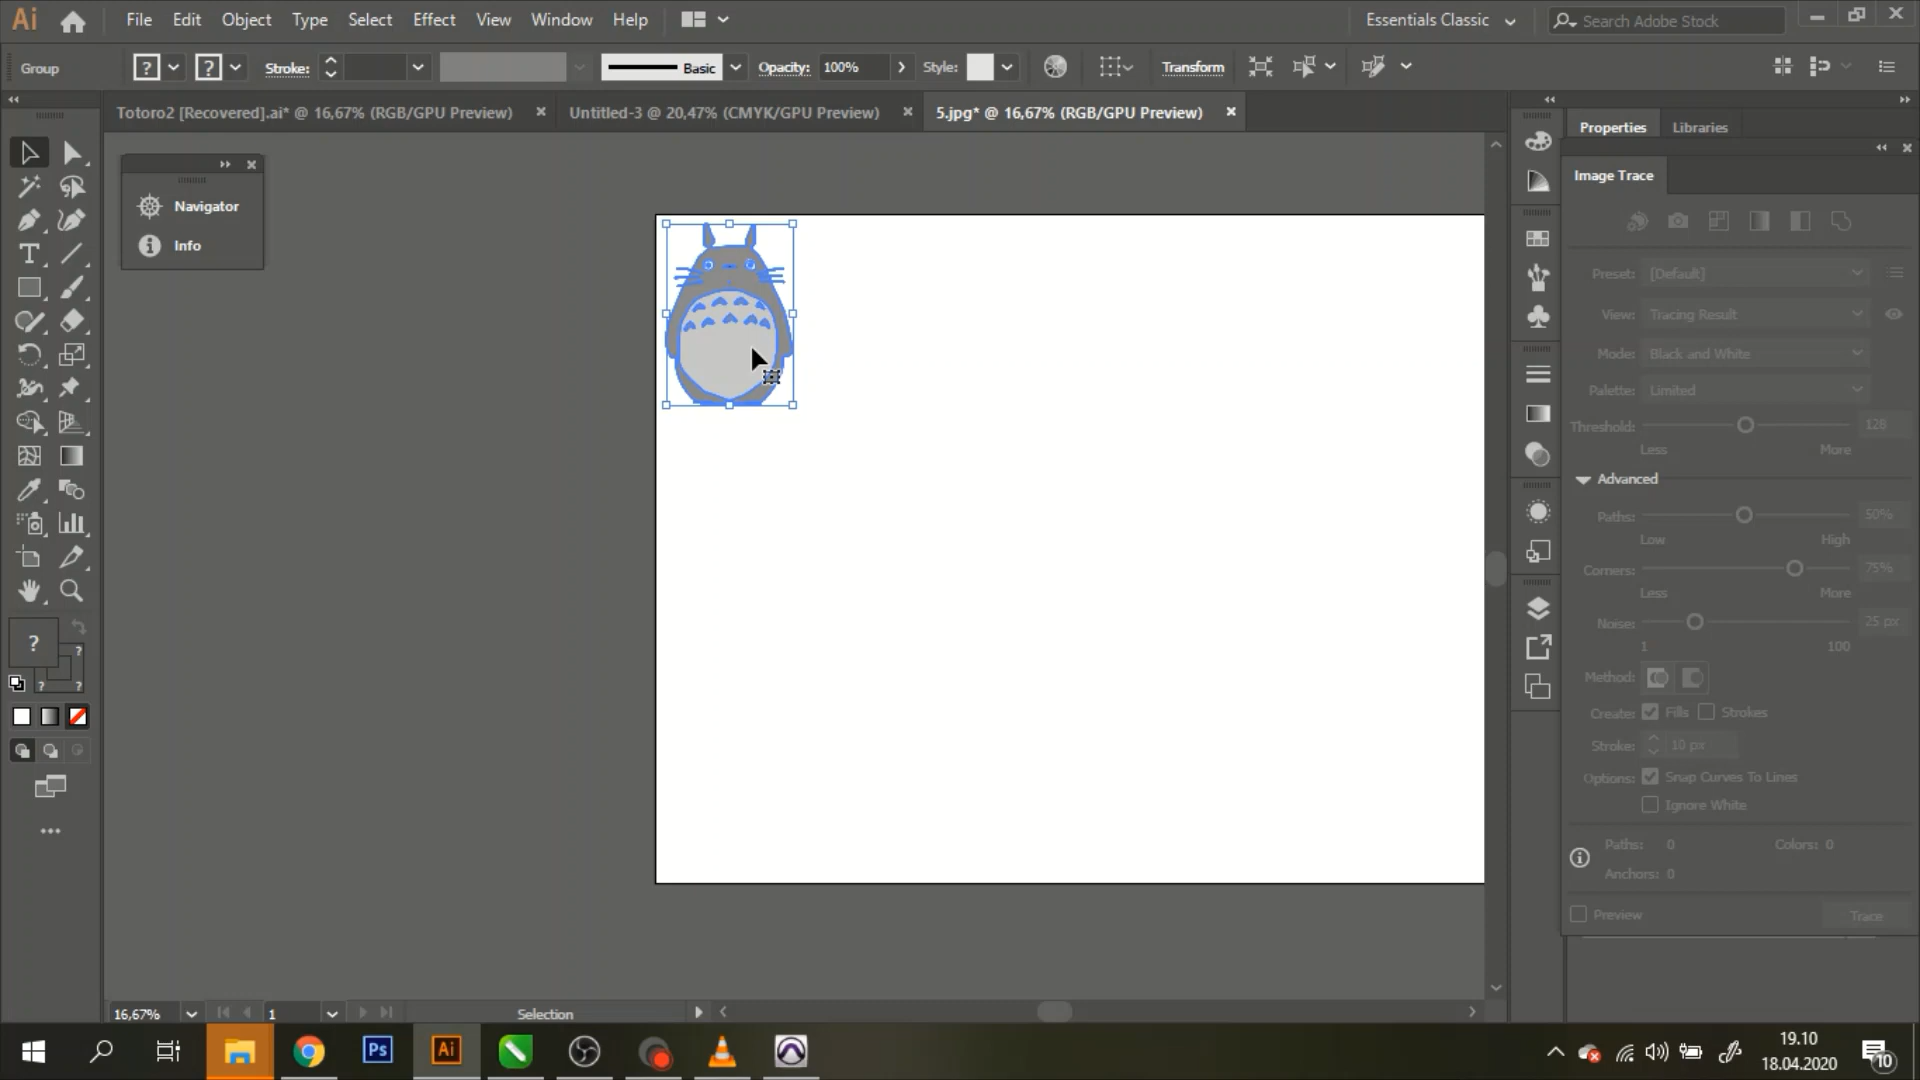 Ai File Edit Object Type Select Effect View Window Help Essentials Classic Search Adobe Stock
Group ? ? Stroke: Basic Opacity: 100% Style: Transform
Totoro2 [Recovered].ai* @ 16,67% (RGB/GPU Preview) Untitled-3 @ 20,47% (CMYK/GPU Preview) 5.jpg* @ 16,67% (RGB/GPU Preview)
Properties Libraries
Image Trace
Navigator
Info
Preset: [Default]
View: Tracing Result
Mode: Black and White
Palette: Limited
Threshold: 128
Less More
Advanced
Paths: 50%
Low High
Corners: 75%
Less More
Noise: 25 px
1 100
Method:
Create: Fills Strokes
Stroke: 10 px
Options: Snap Curves To Lines
Ignore White
Paths: 0 Colors: 0
Anchors: 0
Preview Trace
? ?
? ?
16,67% 1 Selection
Ps Ai
19.10
18.04.2020
10